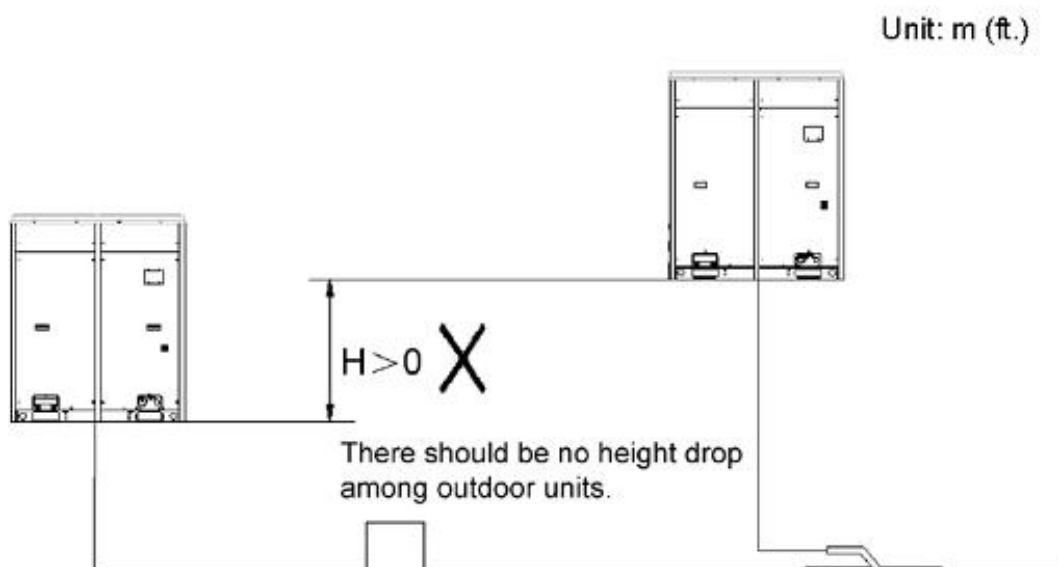 Unit: m (ft.)
H＞0 X
There should be no height drop
among outdoor units.